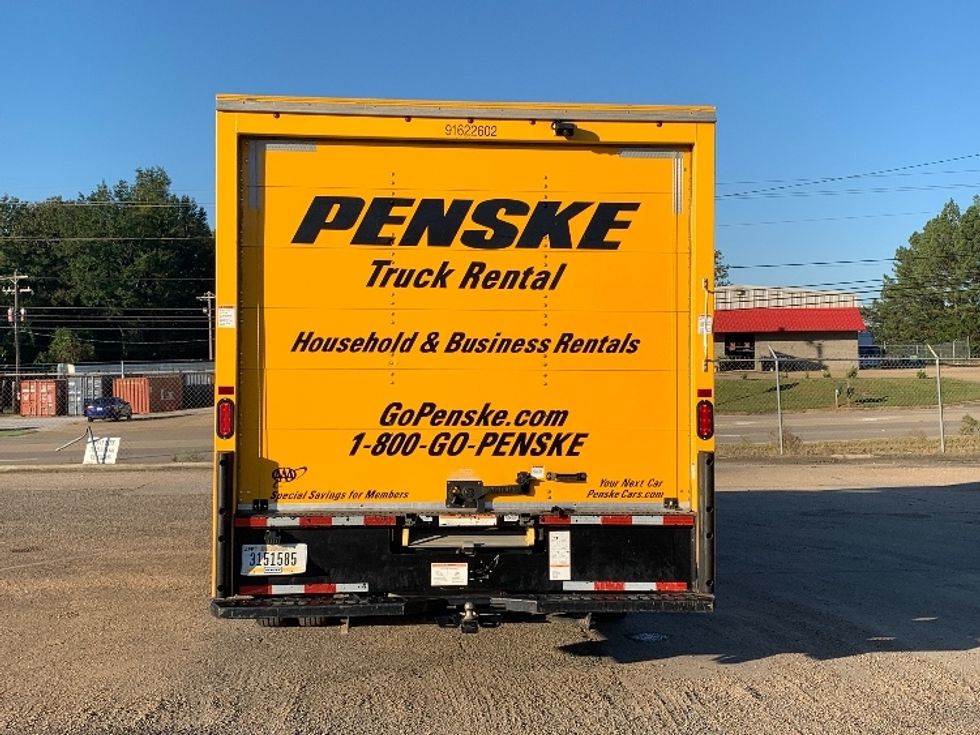 91622602
PENSKE
Truck Rental
Household & Business Rentals
GoPenske.com
1-800-GO-PENSKE
AAA
Special Savings for Members
Your Next Car
PenskeCars.com
3151585